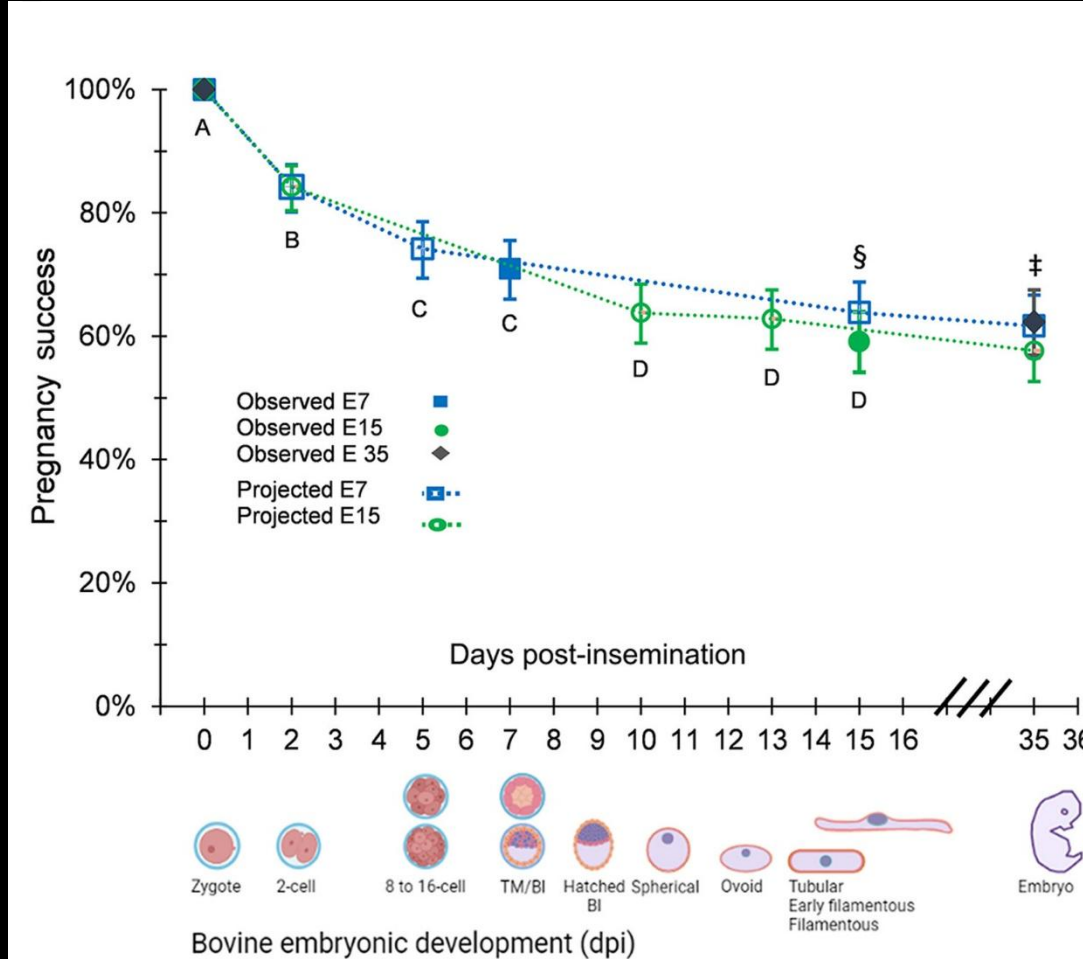 100%
80%
60%
40%
20%
0%
Pregnancy success
A
B
C
C
D
D
D
§
‡
Observed E7
Observed E15
Observed E 35
Projected E7
Projected E15
Days post-insemination
0 1 2 3 4 5 6 7 8 9 10 11 12 13 14 15 16 35 36
Zygote
2-cell
8 to 16-cell
TM/BI
Hatched
BI
Spherical
Ovoid
Tubular
Early filamentous
Filamentous
Embryo
Bovine embryonic development (dpi)